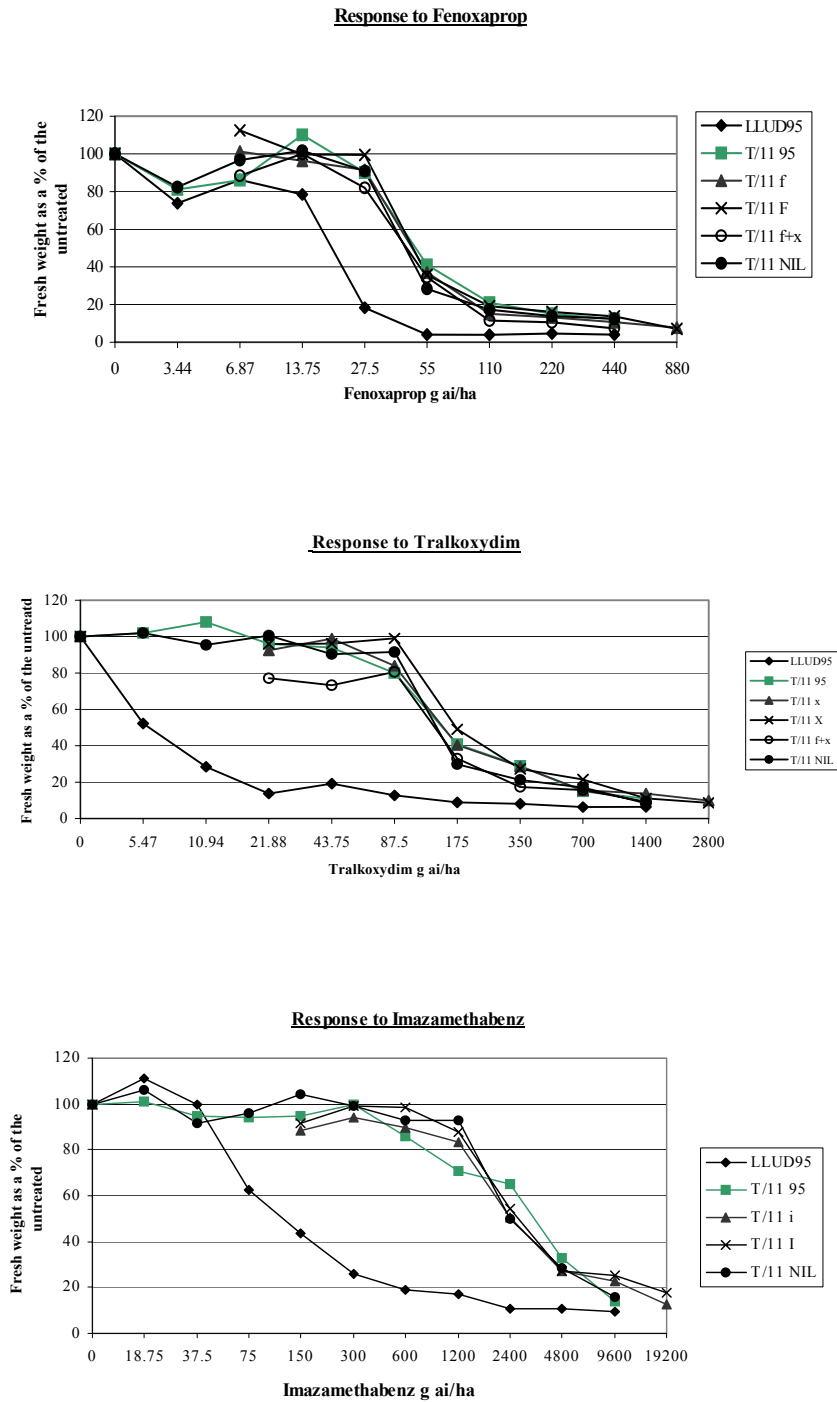 Response to Fenoxaprop
Fresh weight as a % of the
untreated
120
100
80
60
40
20
0
0 3.44 6.87 13.75 27.5 55 110 220 440 880
Fenoxaprop g ai/ha
LLUD95
T/11 95
T/11 f
T/11 F
T/11 f+x
T/11 NIL
Response to Tralkoxydim
Fresh weight as a % of the untreatd
120
100
80
60
40
20
0
0 5.47 10.94 21.88 43.75 87.5 175 350 700 1400 2800
Tralkoxydim g ai/ha
LLUD95
T/11 95
T/11 x
T/11 X
T/11 f+x
T/11 NIL
Response to Imazamethabenz
Fresh weight as a % of the
untreated
120
100
80
60
40
20
0
0 18.75 37.5 75 150 300 600 1200 2400 4800 9600 19200
Imazamethabenz g ai/ha
LLUD95
T/11 95
T/11 i
T/11 I
T/11 NIL